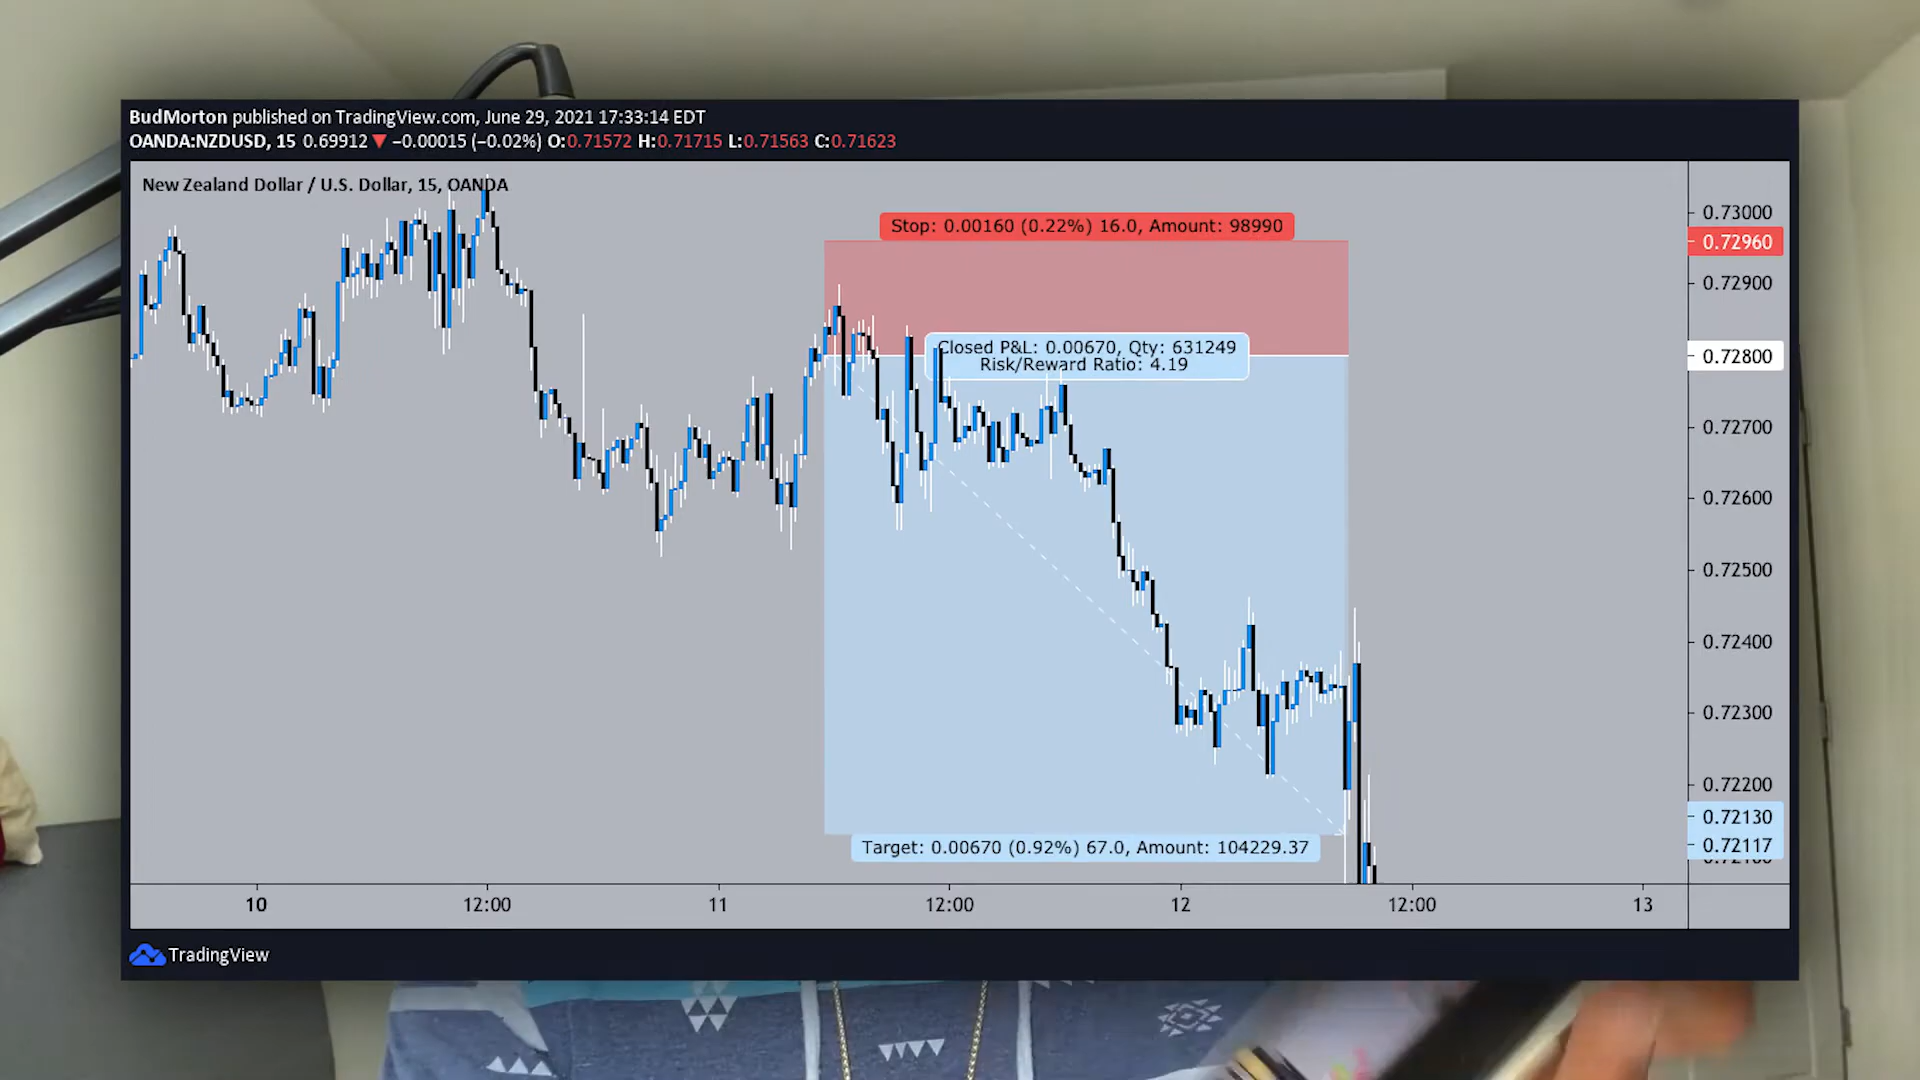 BudMorton published on TradingView.com, June 29, 2021 17:33:14 EDT
OANDA:NZDUSD, 15 0.69912 ▼ −0.00015 (−0.02%) O:0.71572 H:0.71715 L:0.71563 C:0.71623
New Zealand Dollar / U.S. Dollar, 15, OANDA
Stop: 0.00160 (0.22%) 16.0, Amount: 98990
Closed P&L: 0.00670, Qty: 631249
Risk/Reward Ratio: 4.19
Target: 0.00670 (0.92%) 67.0, Amount: 104229.37
0.73000
0.72960
0.72900
0.72800
0.72700
0.72600
0.72500
0.72400
0.72300
0.72200
0.72130
0.72117
10
12:00
11
12:00
12
12:00
13
TradingView